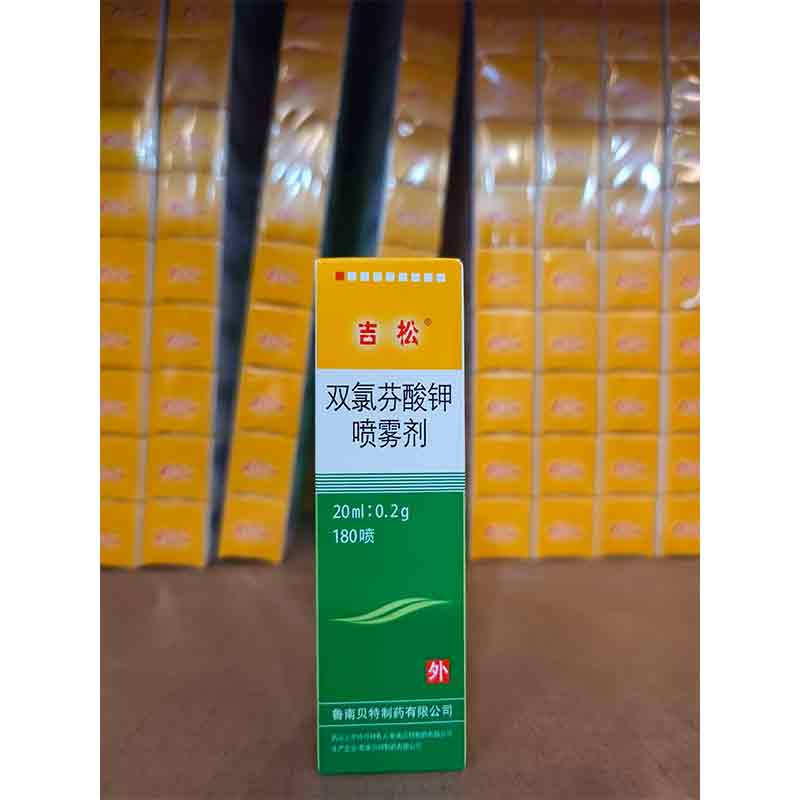 吉松®
双氯芬酸钾
喷雾剂
20ml:0.2g
180喷
外
鲁南贝特制药有限公司